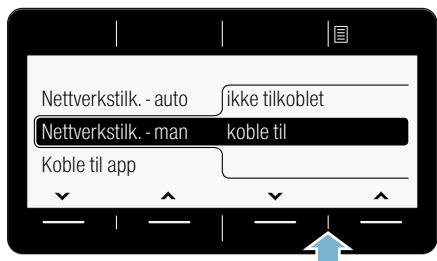 Nettverkstilk. - auto ikke tilkoblet
Nettverkstilk. - man koble til
Koble til app